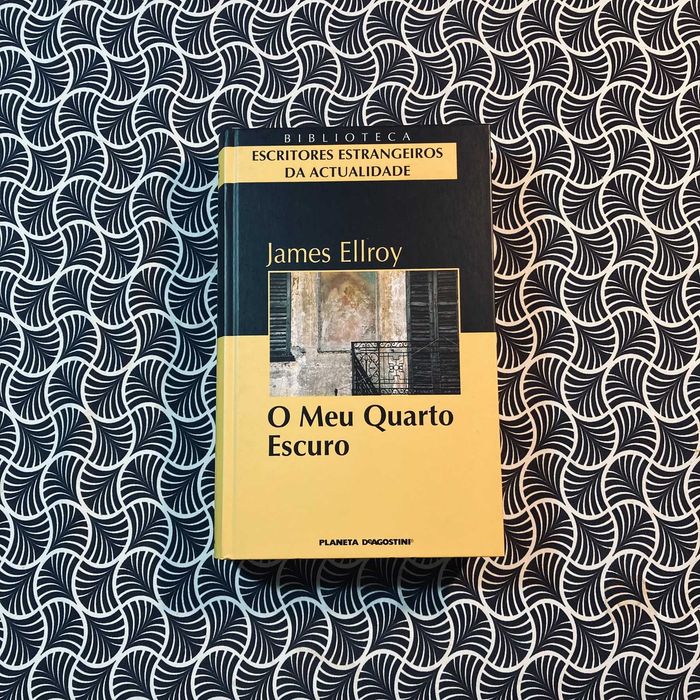 BIBLIOTECA
ESCRITORES ESTRANGEIROS
DA ACTUALIDADE
James Ellroy
O Meu Quarto
Escuro
PLANETA DeAGOSTINI®